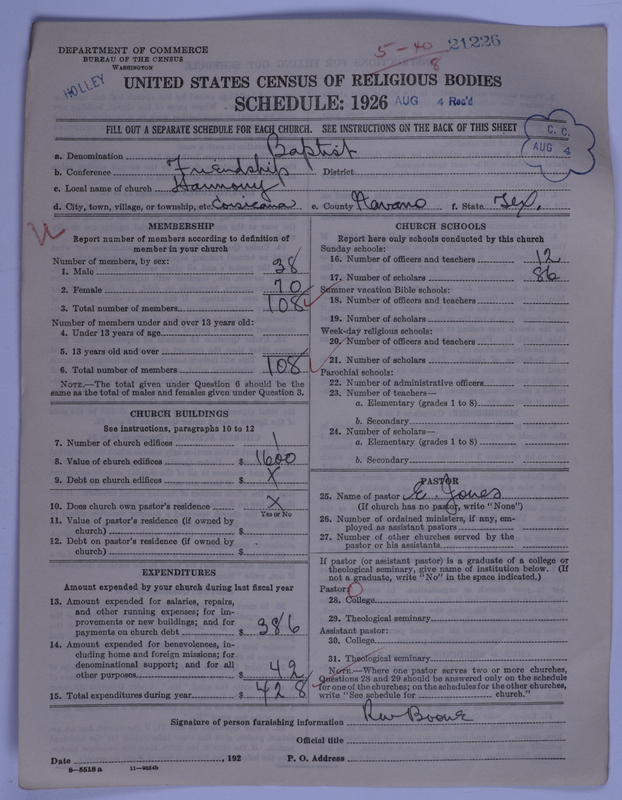 DEPARTMENT OF COMMERCE
BUREAU OF THE CENSUS
WASHINGTON
HOLLEY
5-40
8
21226
UNITED STATES CENSUS OF RELIGIOUS BODIES
SCHEDULE: 1926
AUG 4 Rec'd
FILL OUT A SEPARATE SCHEDULE FOR EACH CHURCH. SEE INSTRUCTIONS ON THE BACK OF THIS SHEET
C. C.
AUG 4
a. Denomination Baptist
b. Conference Friendship District
c. Local name of church Harmony
d. City, town, village, or township, etc. Corsicana e. County Navaro f. State Tex.
MEMBERSHIP
Report number of members according to definition of
member in your church
Number of members, by sex:
1. Male 38
2. Female 70
3. Total number of members 108
Number of members under and over 13 years old:
4. Under 13 years of age
5. 13 years old and over
6. Total number of members 108
NOTE.—The total given under Question 6 should be the
same as the total of males and females given under Question 3.
CHURCH BUILDINGS
See instructions, paragraphs 10 to 12
7. Number of church edifices 1
8. Value of church edifices $ 1600
9. Debt on church edifices $ X
10. Does church own pastor's residence X
Yes or No
11. Value of pastor's residence (if owned by
church) $
12. Debt on pastor's residence (if owned by
church) $
EXPENDITURES
Amount expended by your church during last fiscal year
13. Amount expended for salaries, repairs,
and other running expenses; for im-
provements or new buildings; and for
payments on church debt $ 386
14. Amount expended for benevolences, in-
cluding home and foreign missions; for
denominational support; and for all
other purposes $ 42
15. Total expenditures during year $ 428
CHURCH SCHOOLS
Report here only schools conducted by this church
Sunday schools:
16. Number of officers and teachers 12
17. Number of scholars 86
Summer vacation Bible schools:
18. Number of officers and teachers
19. Number of scholars
Week-day religious schools:
20. Number of officers and teachers
21. Number of scholars
Parochial schools:
22. Number of administrative officers
23. Number of teachers—
a. Elementary (grades 1 to 8)
b. Secondary
24. Number of scholars—
a. Elementary (grades 1 to 8)
b. Secondary
PASTOR
25. Name of pastor E. Jones
(If church has no pastor, write "None")
26. Number of ordained ministers, if any, em-
ployed as assistant pastors
27. Number of other churches served by the
pastor or his assistants
If pastor (or assistant pastor) is a graduate of a college or
theological seminary, give name of institution below. (If
not a graduate, write "No" in the space indicated.)
Pastor: 0
28. College
29. Theological seminary
Assistant pastor:
30. College
31. Theological seminary
NOTE.—Where one pastor serves two or more churches,
Questions 28 and 29 should be answered only on the schedule
for one of the churches; on the schedules for the other churches,
write "See schedule for church."
Signature of person furnishing information Rev Boone
Official title
Date , 192 P. O. Address
8—5518 a